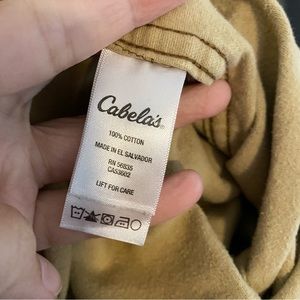 Cabela's
100% COTTON
MADE IN EL SALVADOR
RN 56835
CA53602
LIFT FOR CARE